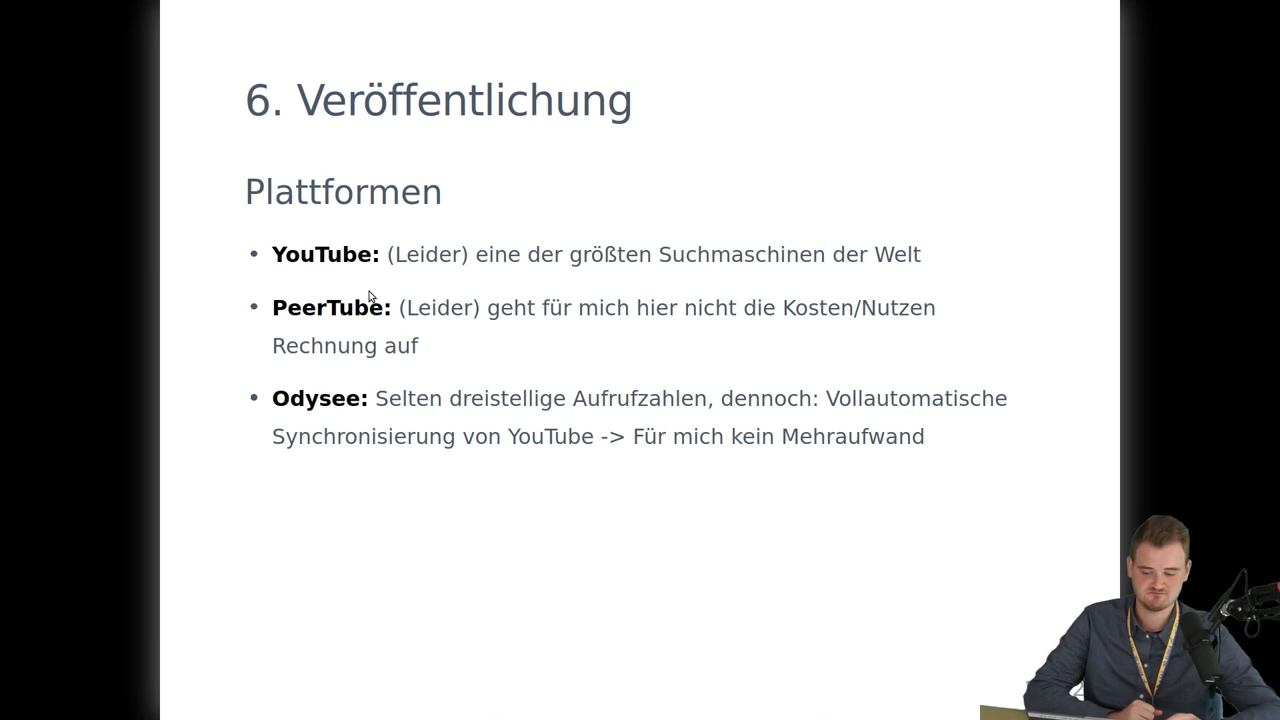 6. Veröffentlichung
Plattformen
• YouTube: (Leider) eine der größten Suchmaschinen der Welt
• PeerTube: (Leider) geht für mich hier nicht die Kosten/Nutzen
Rechnung auf
• Odysee: Selten dreistellige Aufrufzahlen, dennoch: Vollautomatische
Synchronisierung von YouTube -> Für mich kein Mehraufwand